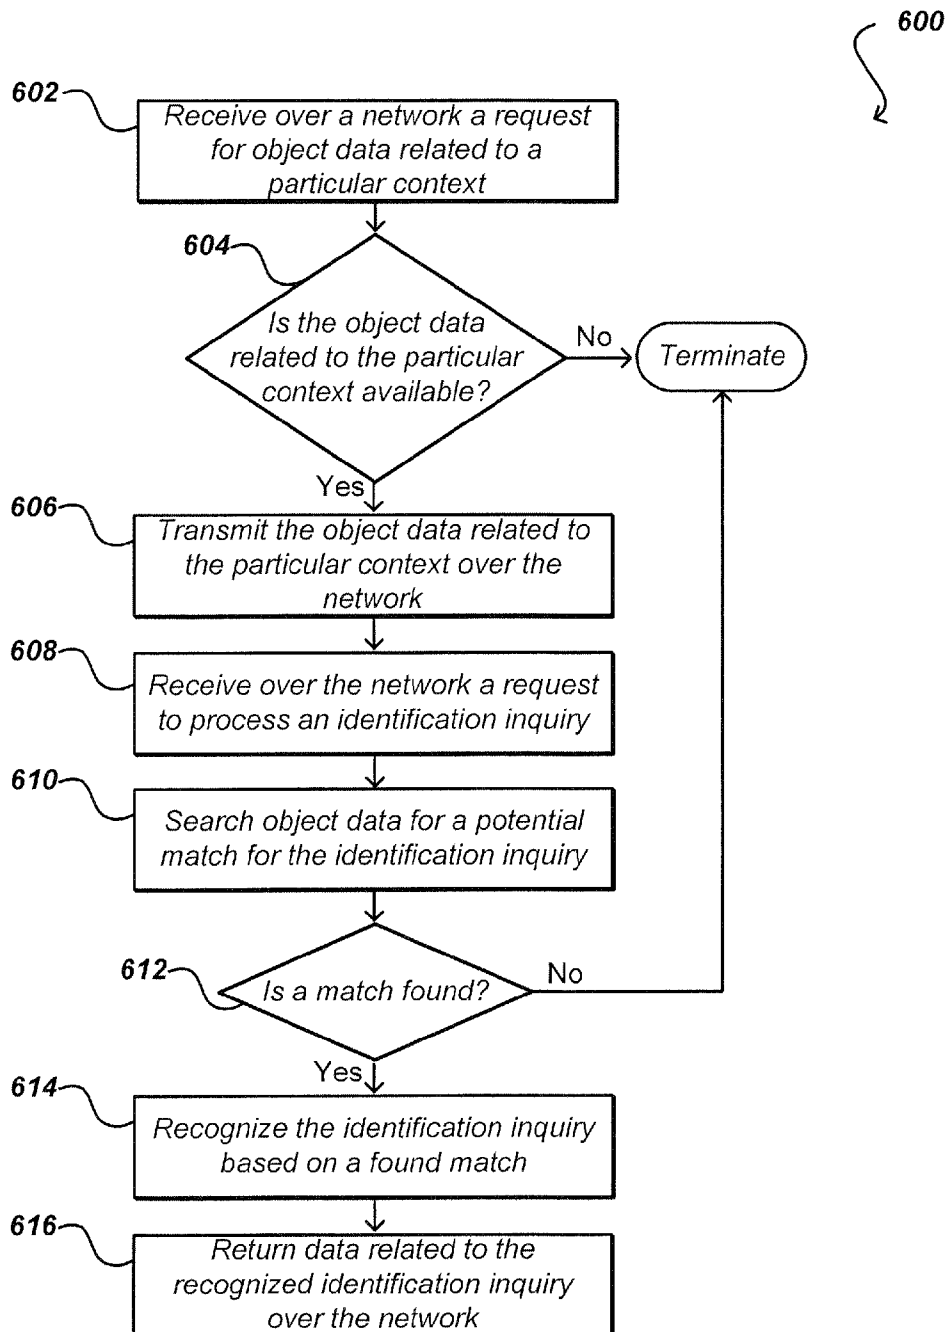 600
602
Receive over a network a request
for object data related to a
particular context
604
Is the object data
related to the particular
context available?
No
Terminate
Yes
606
Transmit the object data related to
the particular context over the
network
608
Receive over the network a request
to process an identification inquiry
610
Search object data for a potential
match for the identification inquiry
612
Is a match found?
No
Yes
614
Recognize the identification inquiry
based on a found match
616
Return data related to the
recognized identification inquiry
over the network